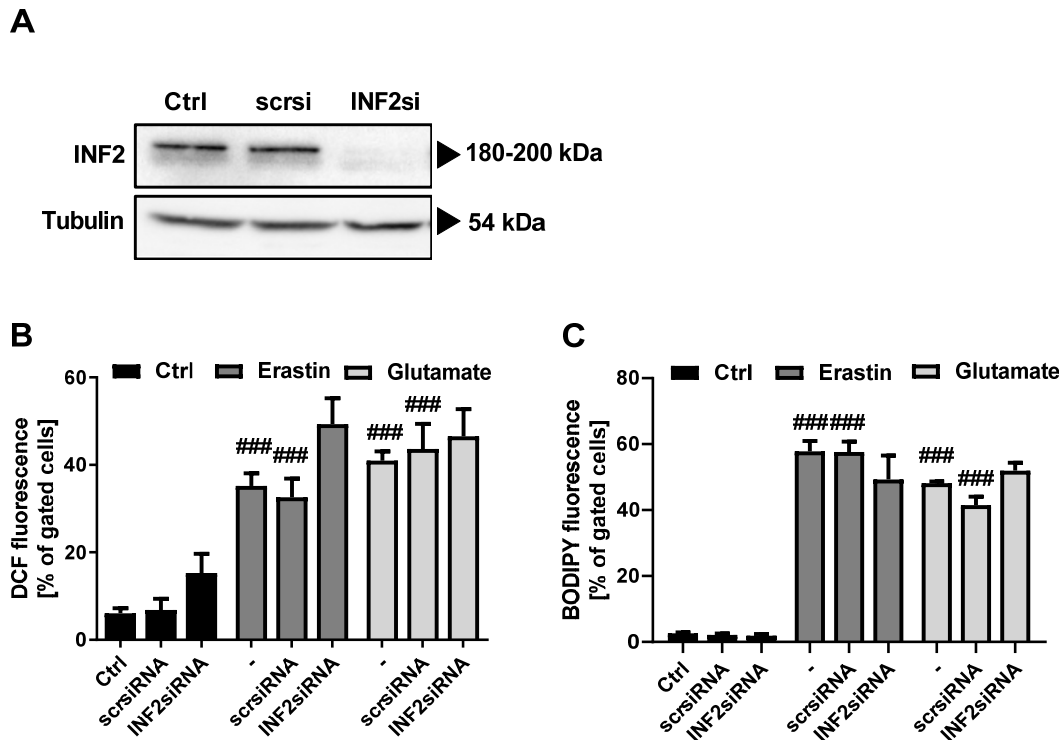 A
Ctrl scrsi INF2si
INF2 180-200 kDa
Tubulin 54 kDa
B
Ctrl Erastin Glutamate
DCF fluorescence
[% of gated cells]
60
40
20
0
### ### ### ###
Ctrl scrsiRNA INF2siRNA - scrsiRNA INF2siRNA - scrsiRNA INF2siRNA
C
Ctrl Erastin Glutamate
BODIPY fluorescence
[% of gated cells]
80
60
40
20
0
### ### ### ###
Ctrl scrsiRNA INF2siRNA - scrsiRNA INF2siRNA - scrsiRNA INF2siRNA